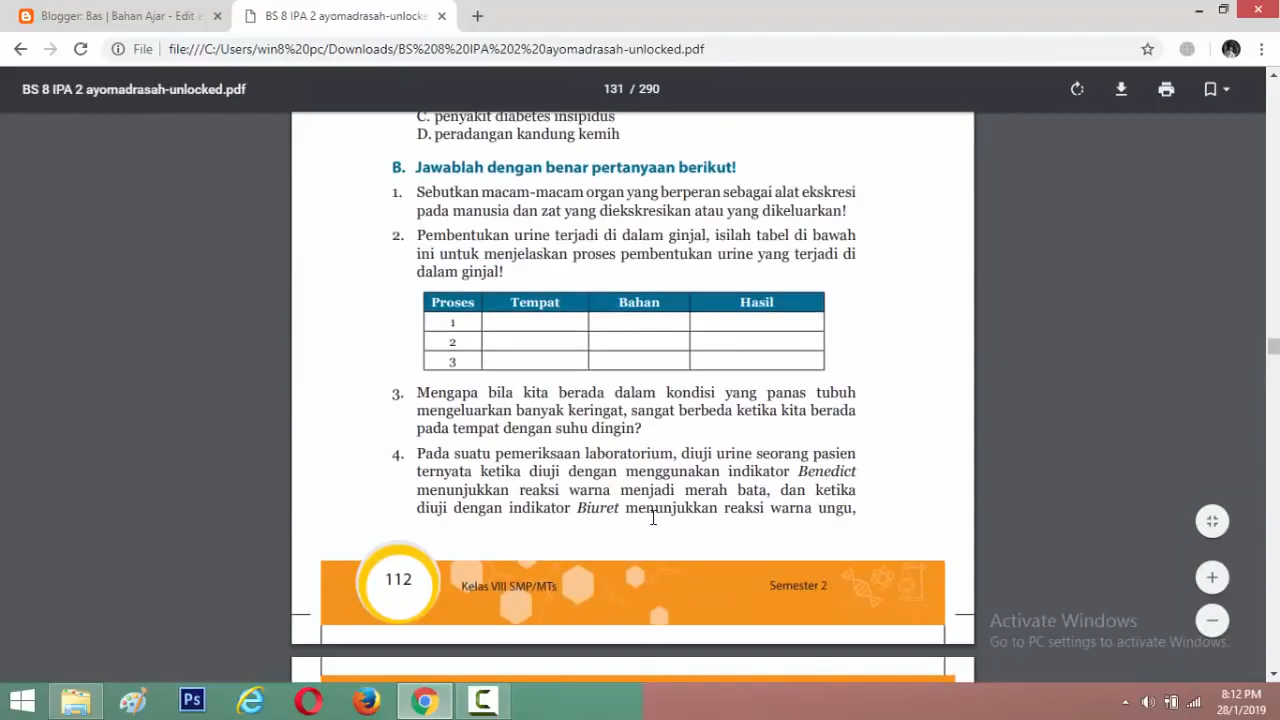 Blogger: Bas | Bahan Ajar - Edit e
BS 8 IPA 2 ayomadrasah-unlocke
File file:///C:/Users/win8%20pc/Downloads/BS%208%20IPA%202%20ayomadrasah-unlocked.pdf
BS 8 IPA 2 ayomadrasah-unlocked.pdf
131 / 290
C. penyakit diabetes insipidus
D. peradangan kandung kemih
B. Jawablah dengan benar pertanyaan berikut!
1. Sebutkan macam-macam organ yang berperan sebagai alat ekskresi
pada manusia dan zat yang diekskresikan atau yang dikeluarkan!
2. Pembentukan urine terjadi di dalam ginjal, isilah tabel di bawah
ini untuk menjelaskan proses pembentukan urine yang terjadi di
dalam ginjal!
Proses Tempat Bahan Hasil
1
2
3
3. Mengapa bila kita berada dalam kondisi yang panas tubuh
mengeluarkan banyak keringat, sangat berbeda ketika kita berada
pada tempat dengan suhu dingin?
4. Pada suatu pemeriksaan laboratorium, diuji urine seorang pasien
ternyata ketika diuji dengan menggunakan indikator Benedict
menunjukkan reaksi warna menjadi merah bata, dan ketika
diuji dengan indikator Biuret menunjukkan reaksi warna ungu,
112
Kelas VIII SMP/MTs
Semester 2
Activate Windows
Go to PC settings to activate Windows.
Ps
8:12 PM
28/1/2019